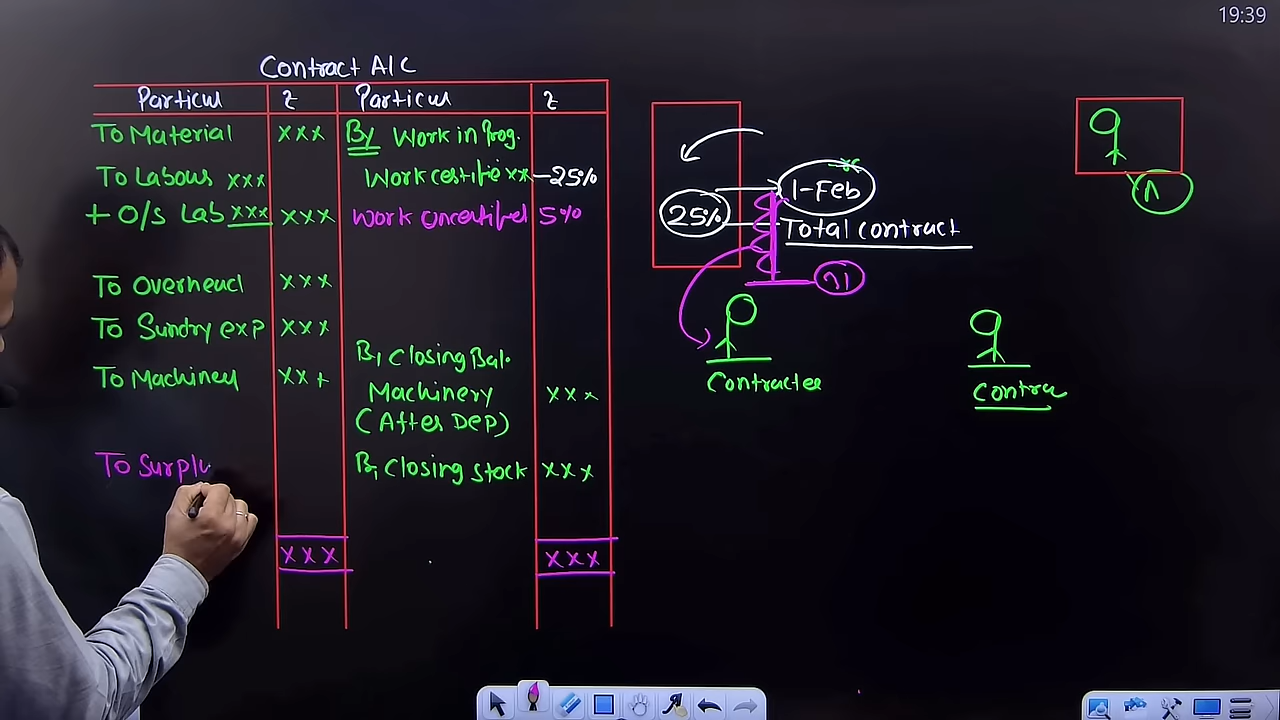 19:39
Contract A/C
Particul ₹ Particul ₹
To Material xxx By Work in Prog.
To Labour xxx Work certifie xx -25%
+ O/s Lab xxx xxx Work uncertified 5%
To Overhead xxx
To Sundry exp xxx
By Closing Bal.
To Machinery xxx Machinery xxx
(After Dep)
To Surplu By Closing Stock xxx
xxx xxx
25%
1-Feb
Total contract
31
Contracter
Contra